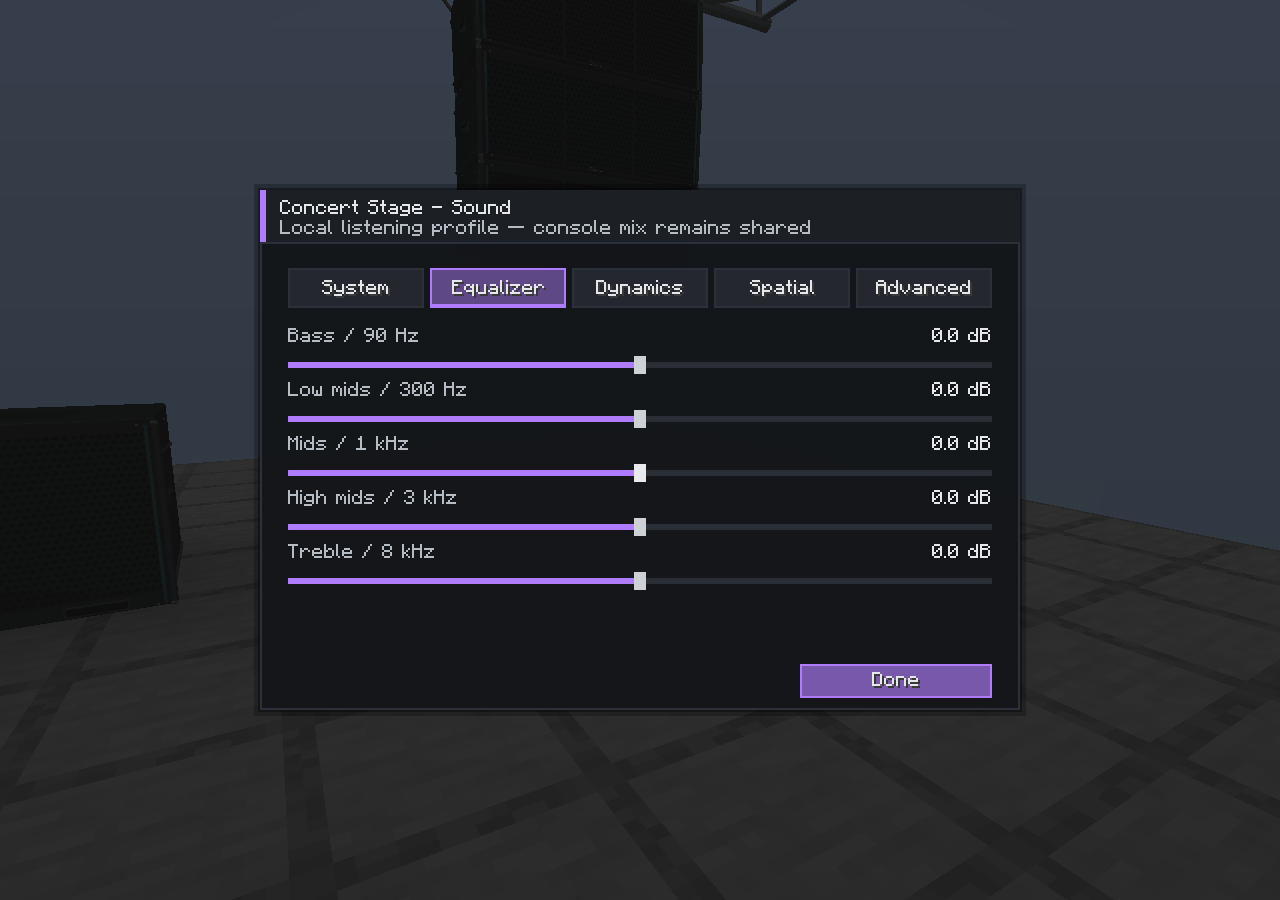 Concert Stage – Sound
Local listening profile — console mix remains shared
System Equalizer Dynamics Spatial Advanced
Bass / 90 Hz 0.0 dB
Low mids / 300 Hz 0.0 dB
Mids / 1 kHz 0.0 dB
High mids / 3 kHz 0.0 dB
Treble / 8 kHz 0.0 dB
Done